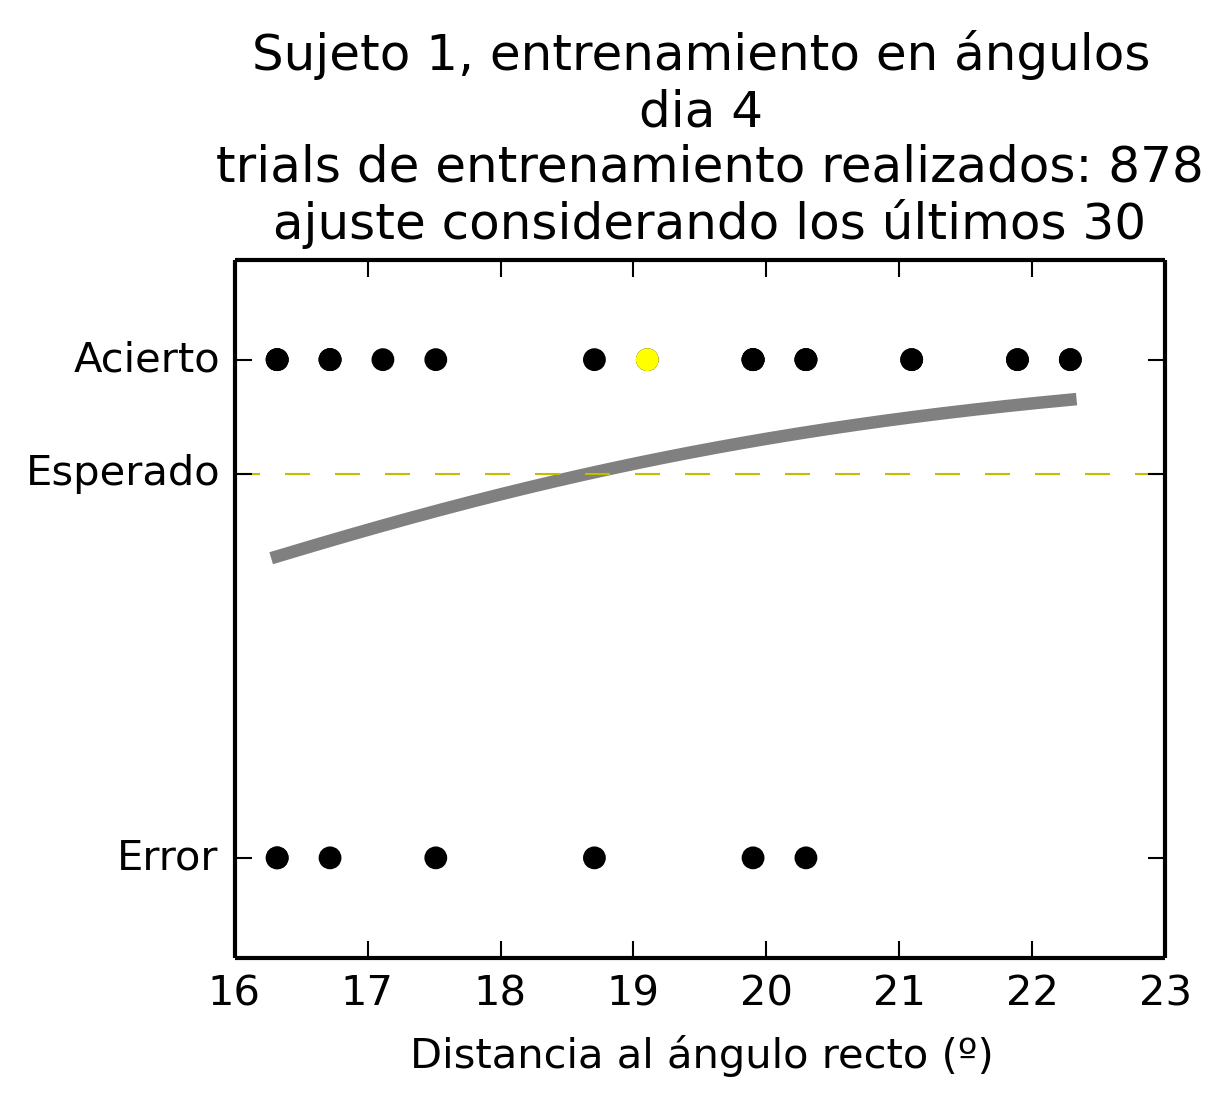 Sujeto 1, entrenamiento en ángulos
dia 4
trials de entrenamiento realizados: 878
ajuste considerando los últimos 30
Acierto
Esperado
Error
16 17 18 19 20 21 22 23
Distancia al ángulo recto (º)